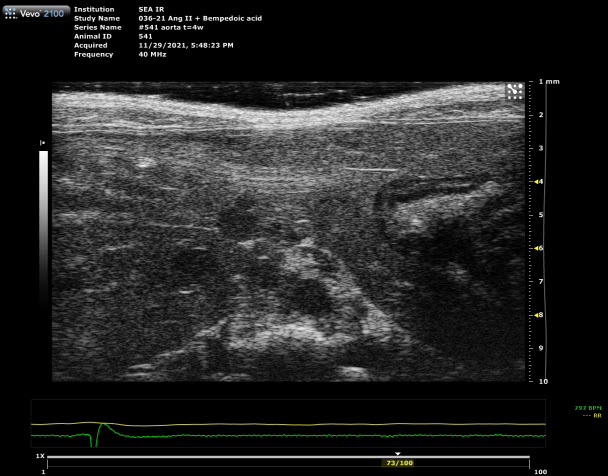 Vevo 2100
Institution SEA IR
Study Name 036-21 Ang II + Bempedoic acid
Series Name #541 aorta t=4w
Animal ID 541
Acquired 11/29/2021, 5:48:23 PM
Frequency 40 MHz
1 mm
2
3
4
5
6
7
8
9
10
BPM
--- RR
1X
73/100
1
100